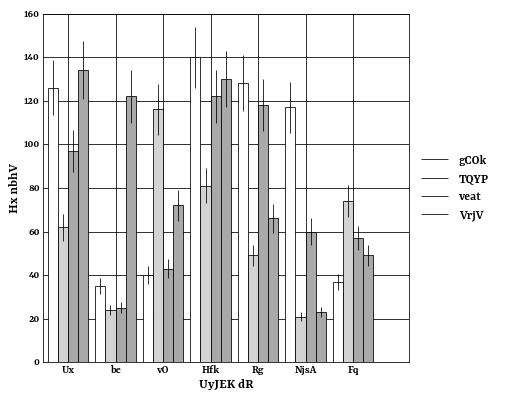 160
140
120
100
80
60
40
20
0
Hx nbhV
Ux be vO Hfk Rg NjsA Fq
UyJEK dR
gCOk
TQYP
veat
VrjV